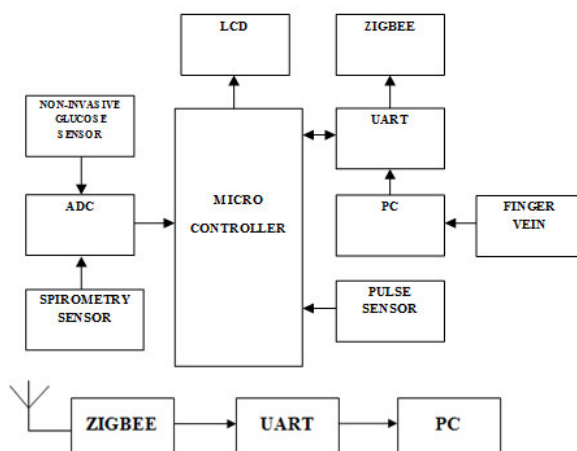 LCD
ZIGBEE
NON-INVASIVE
GLUCOSE
SENSOR
UART
MICRO
CONTROLLER
ADC
PC
FINGER
VEIN
SPIROMETRY
SENSOR
PULSE
SENSOR
ZIGBEE
UART
PC